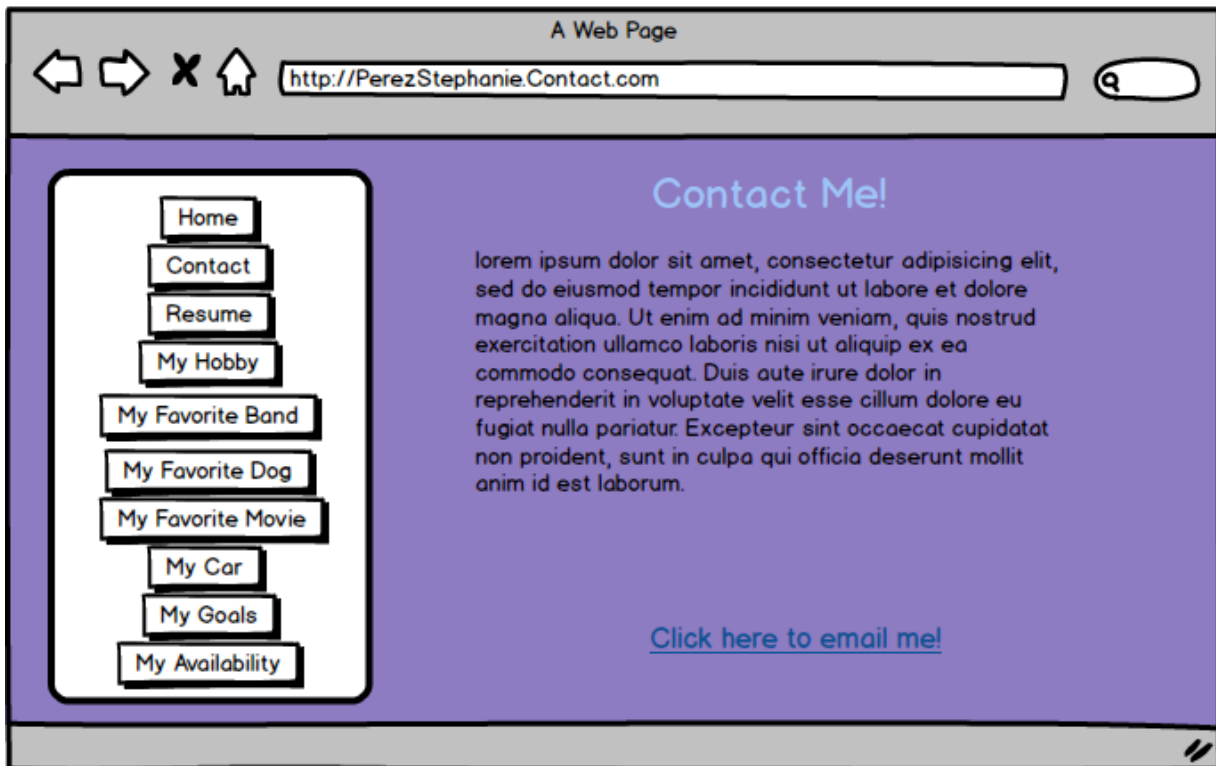 A Web Page
http://PerezStephanie.Contact.com
Home
Contact
Resume
My Hobby
My Favorite Band
My Favorite Dog
My Favorite Movie
My Car
My Goals
My Availability
Contact Me!
lorem ipsum dolor sit amet, consectetur adipisicing elit,
sed do eiusmod tempor incididunt ut labore et dolore
magna aliqua. Ut enim ad minim veniam, quis nostrud
exercitation ullamco laboris nisi ut aliquip ex ea
commodo consequat. Duis aute irure dolor in
reprehenderit in voluptate velit esse cillum dolore eu
fugiat nulla pariatur. Excepteur sint occaecat cupidatat
non proident, sunt in culpa qui officia deserunt mollit
anim id est laborum.
Click here to email me!